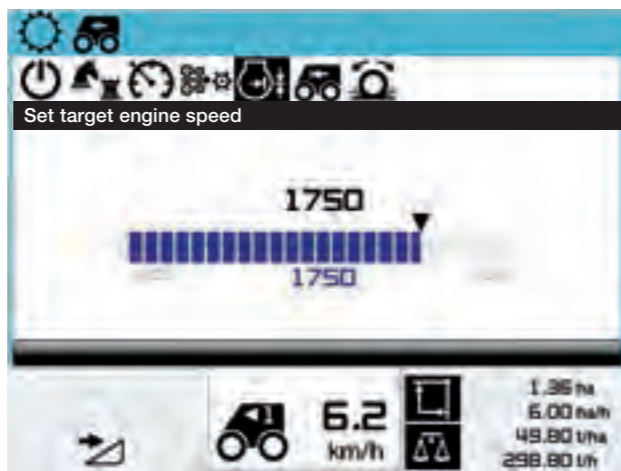 Set target engine speed
1750
1750
6.2
km/h
1.36 ha
6.00 ha/h
49.80 t/ha
298.80 t/h